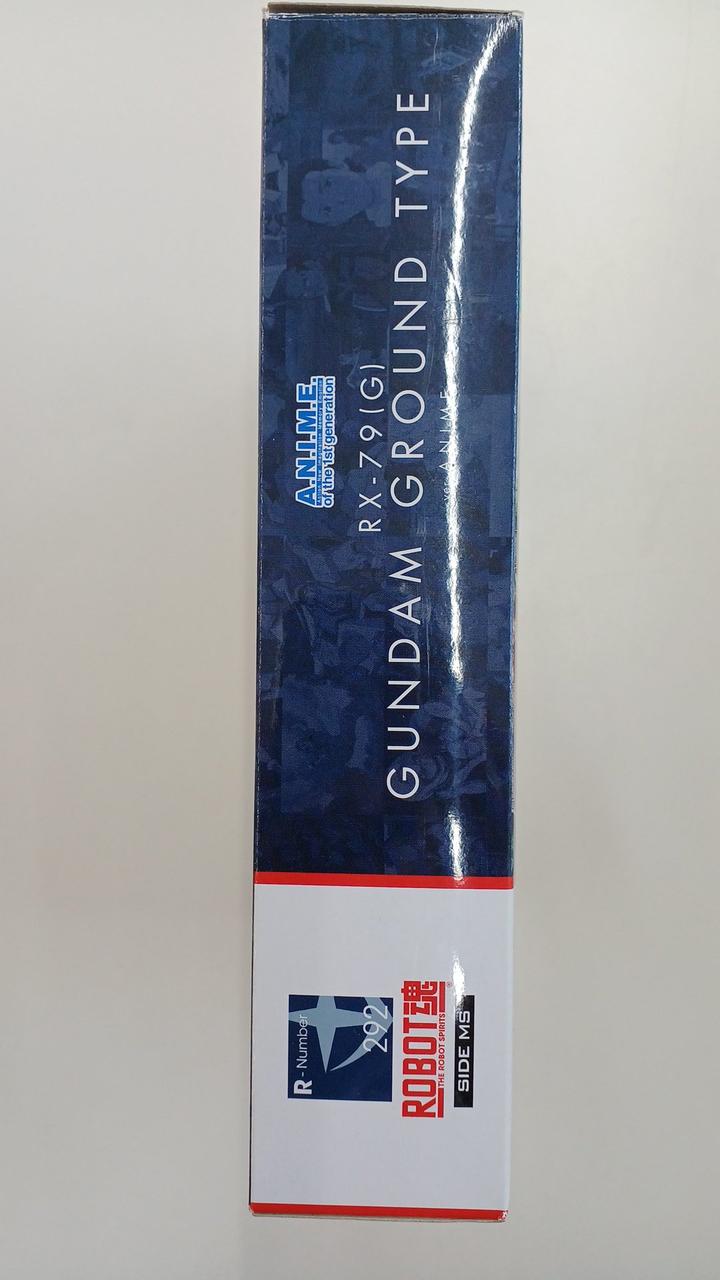 R - Number
292
ROBOT魂®
THE ROBOT SPIRITS
SIDE MS
A.N.I.M.E.
of the 1st generation
RX-79(G)
GUNDAM GROUND TYPE
ver. A.N.I.M.E.